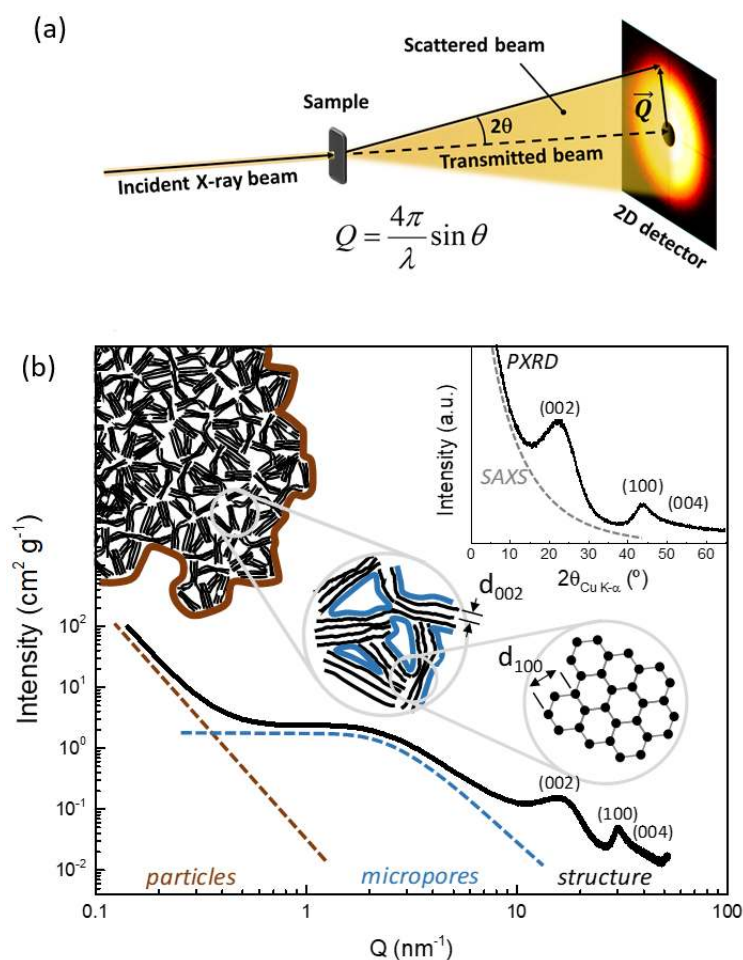 (a)
Scattered beam
Sample
2θ
Q
Transmitted beam
Incident X-ray beam
2D detector
Q = 4π/λ sin θ
(b)
PXRD
(002)
SAXS
(100)
(004)
Intensity (a.u.)
0 10 20 30 40 50 60
2θCu K-α (º)
d002
d100
Intensity (cm² g⁻¹)
10²
10¹
10⁰
10⁻¹
10⁻²
(002)
(100)
(004)
particles
micropores
structure
0.1 1 10 100
Q (nm⁻¹)